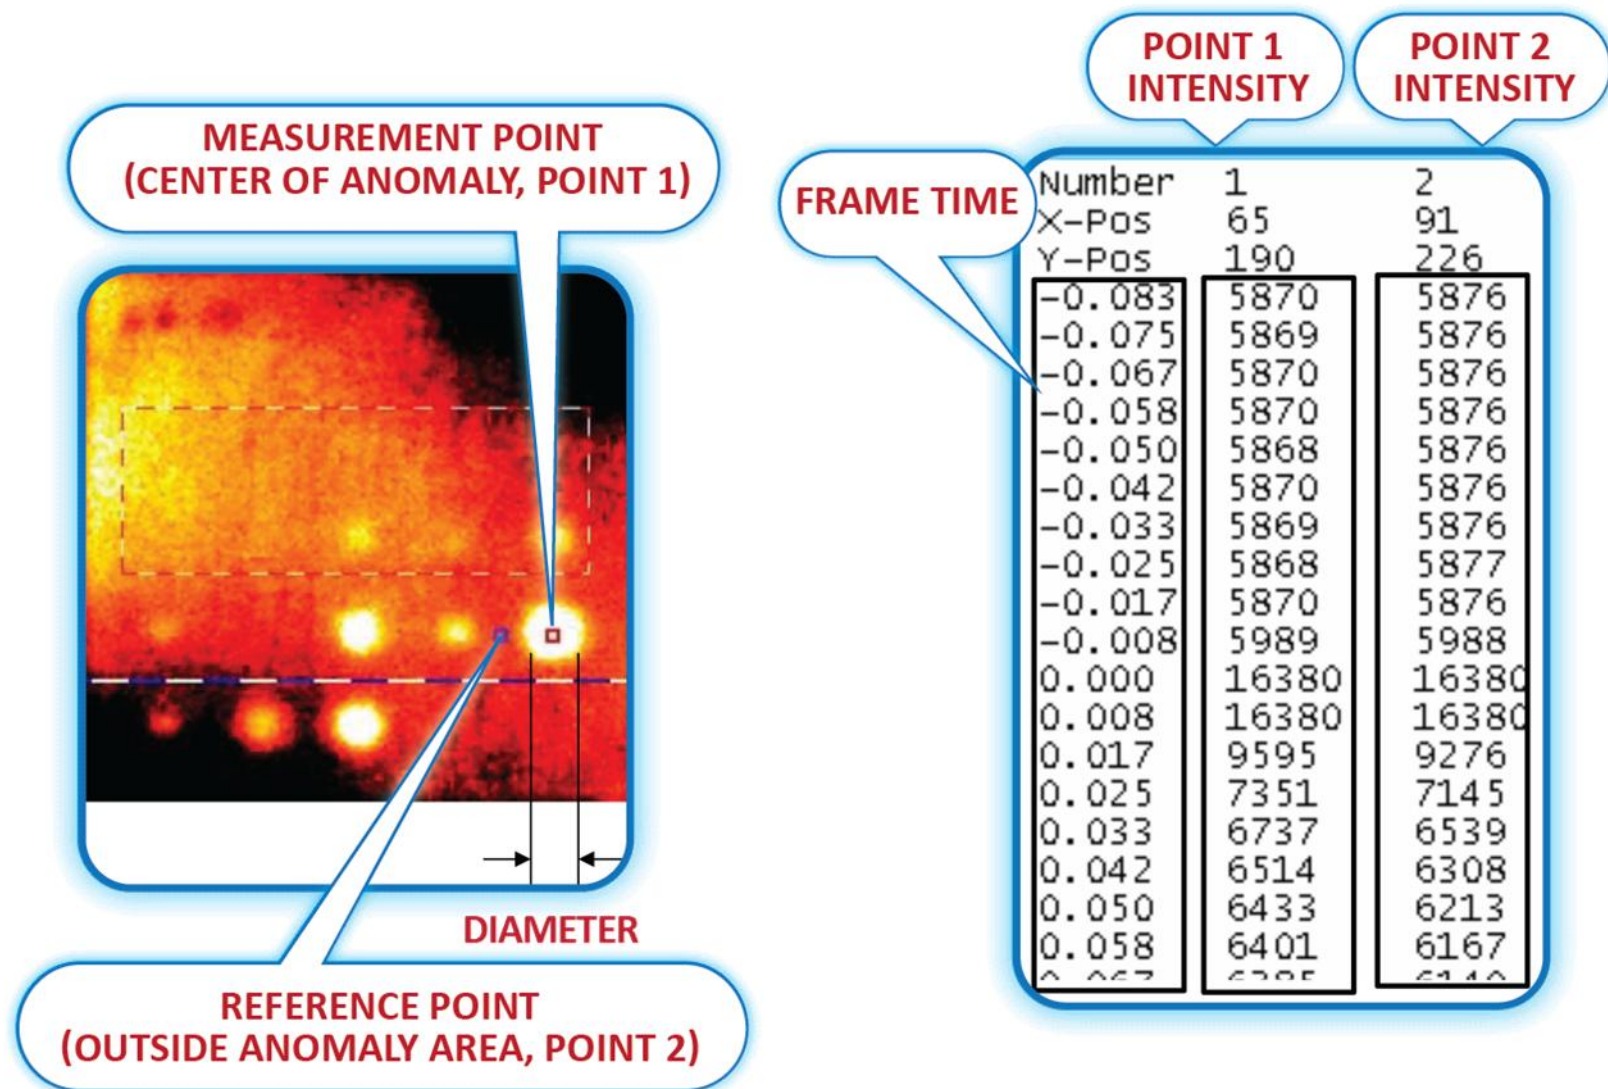 MEASUREMENT POINT
(CENTER OF ANOMALY, POINT 1)
DIAMETER
REFERENCE POINT
(OUTSIDE ANOMALY AREA, POINT 2)
POINT 1
INTENSITY
POINT 2
INTENSITY
FRAME TIME
Number 1 2
X-Pos 65 91
Y-Pos 190 226
-0.083 5870 5876
-0.075 5869 5876
-0.067 5870 5876
-0.058 5870 5876
-0.050 5868 5876
-0.042 5870 5876
-0.033 5869 5876
-0.025 5868 5877
-0.017 5870 5876
-0.008 5989 5988
0.000 16380 16380
0.008 16380 16380
0.017 9595 9276
0.025 7351 7145
0.033 6737 6539
0.042 6514 6308
0.050 6433 6213
0.058 6401 6167